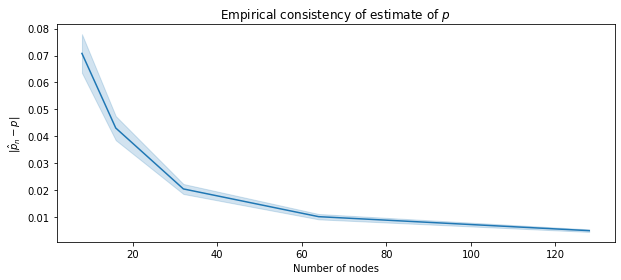 Empirical consistency of estimate of p
|p̂ₙ − p|
0.08
0.07
0.06
0.05
0.04
0.03
0.02
0.01
20 40 60 80 100 120
Number of nodes